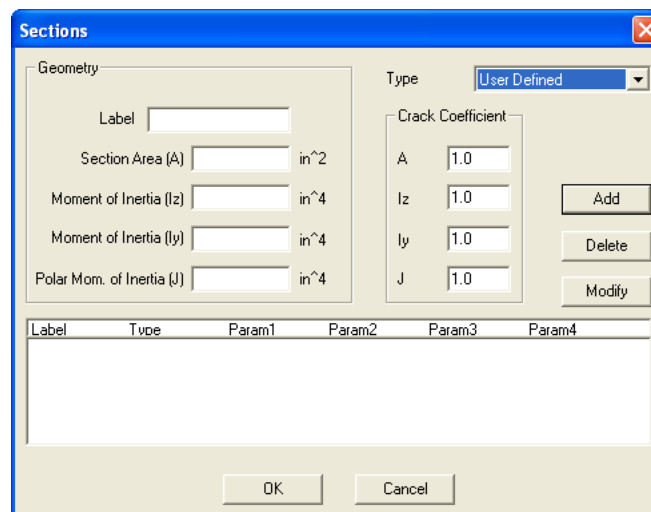 Sections
Geometry
Type User Defined
Label
Crack Coefficient
Section Area (A) in^2
A 1.0
Moment of Inertia (Iz) in^4
Iz 1.0
Add
Moment of Inertia (Iy) in^4
Iy 1.0
Delete
Polar Mom. of Inertia (J) in^4
J 1.0
Modify
Label Type Param1 Param2 Param3 Param4
OK Cancel